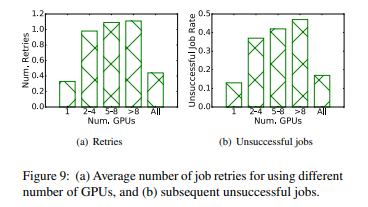 1.2
1.0
0.8
0.6
0.4
0.2
0.0
Num. Retries
1 2-4 5-8 >8 All
Num. GPUs
(a) Retries
0.5
0.4
0.3
0.2
0.1
0.0
Unsuccessful Job Rate
1 2-4 5-8 >8 All
Num. GPUs
(b) Unsuccessful jobs
Figure 9: (a) Average number of job retries for using different
number of GPUs, and (b) subsequent unsuccessful jobs.